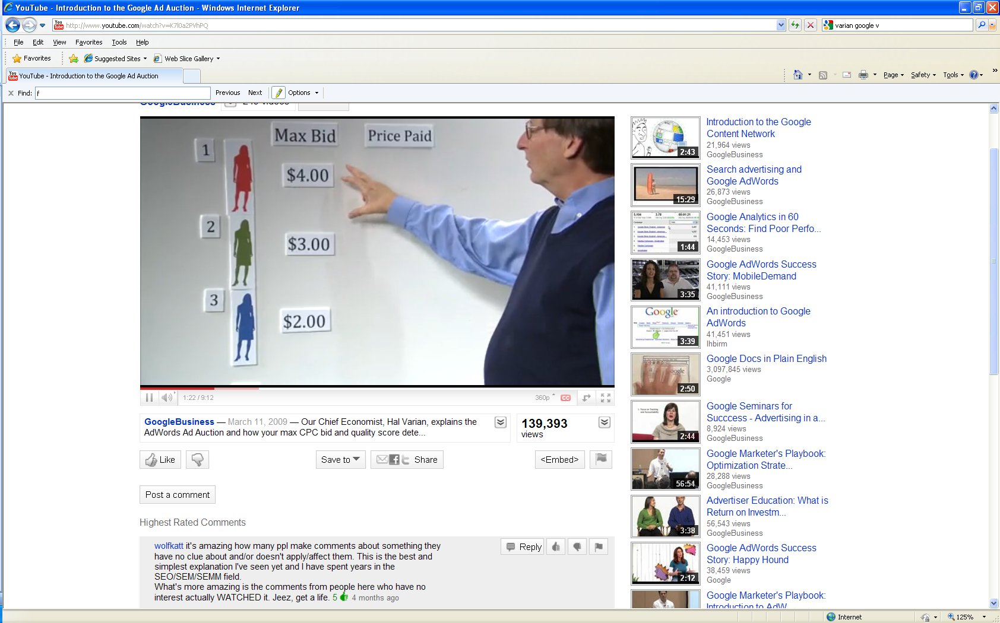 YouTube - Introduction to the Google Ad Auction - Windows Internet Explorer
You Tube http://www.youtube.com/watch?v=K7l0a2PVhPQ
varian google v
File Edit View Favorites Tools Help
Favorites Suggested Sites Web Slice Gallery
You Tube YouTube - Introduction to the Google Ad Auction
Page Safety Tools
Find: f Previous Next Options
GoogleBusiness
Max Bid Price Paid
1 $4.00
2 $3.00
3 $2.00
1:22 / 9:12 360p CC
GoogleBusiness — March 11, 2009 — Our Chief Economist, Hal Varian, explains the
AdWords Ad Auction and how your max CPC bid and quality score dete...
139,393
views
Like Save to Share <Embed>
Post a comment
Highest Rated Comments
wolfkatt it's amazing how many ppl make comments about something they
have no clue about and/or doesn't apply/affect them. This is the best and
simplest explanation I've seen yet and I have spent years in the
SEO/SEM/SEMM field.
What's more amazing is the comments from people here who have no
interest actually WATCHED it. Jeez, get a life. 5 4 months ago
Reply
Introduction to the Google
Content Network
21,964 views
2:43
GoogleBusiness
Search advertising and
Google AdWords
26,873 views
15:29
GoogleBusiness
Google Analytics in 60
Seconds: Find Poor Perfo...
14,453 views
1:44
GoogleBusiness
Google AdWords Success
Story: MobileDemand
41,111 views
3:35
GoogleBusiness
Google
An introduction to Google
AdWords
41,451 views
3:39
lhbirm
Google Docs in Plain English
3,097,845 views
Google
2:50
Google Seminars for
Succcess - Advertising in a...
8,924 views
2:44
GoogleBusiness
Google Marketer's Playbook:
Optimization Strate...
28,288 views
56:54
GoogleBusiness
Advertiser Education: What is
Return on Investm...
56,543 views
3:38
GoogleBusiness
Google AdWords Success
Story: Happy Hound
38,459 views
2:12
Google
Google Marketer's Playbook:
Introduction to AdW
Internet 125%